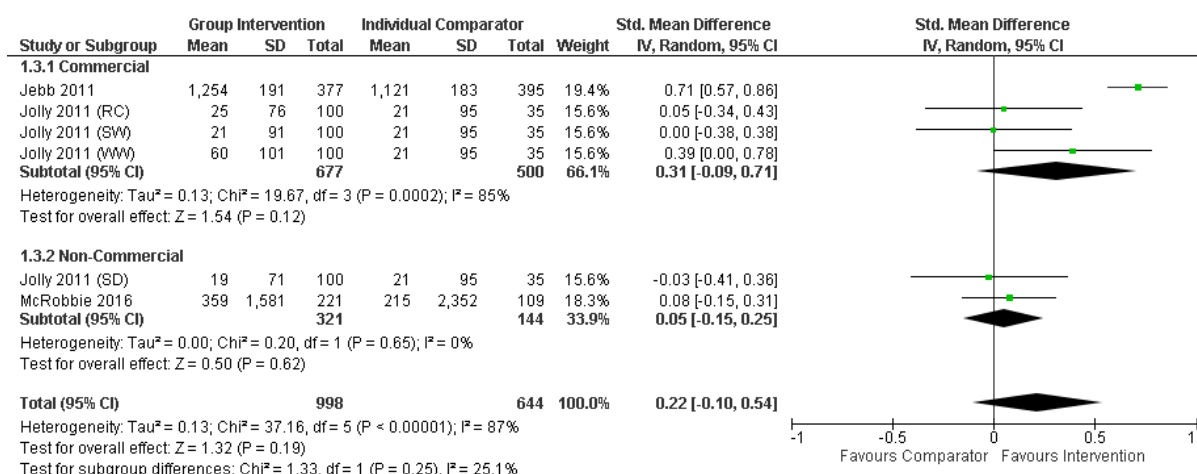 Group Intervention Individual Comparator Std. Mean Difference Std. Mean Difference
Study or Subgroup Mean SD Total Mean SD Total Weight IV, Random, 95% CI IV, Random, 95% CI
1.3.1 Commercial
Jebb 2011 1,254 191 377 1,121 183 395 19.4% 0.71 [0.57, 0.86]
Jolly 2011 (RC) 25 76 100 21 95 35 15.6% 0.05 [-0.34, 0.43]
Jolly 2011 (SW) 21 91 100 21 95 35 15.6% 0.00 [-0.38, 0.38]
Jolly 2011 (WW) 60 101 100 21 95 35 15.6% 0.39 [0.00, 0.78]
Subtotal (95% CI) 677 500 66.1% 0.31 [-0.09, 0.71]
Heterogeneity: Tau² = 0.13; Chi² = 19.67, df = 3 (P = 0.0002); I² = 85%
Test for overall effect: Z = 1.54 (P = 0.12)
1.3.2 Non-Commercial
Jolly 2011 (SD) 19 71 100 21 95 35 15.6% -0.03 [-0.41, 0.36]
McRobbie 2016 359 1,581 221 215 2,352 109 18.3% 0.08 [-0.15, 0.31]
Subtotal (95% CI) 321 144 33.9% 0.05 [-0.15, 0.25]
Heterogeneity: Tau² = 0.00; Chi² = 0.20, df = 1 (P = 0.65); I² = 0%
Test for overall effect: Z = 0.50 (P = 0.62)
Total (95% CI) 998 644 100.0% 0.22 [-0.10, 0.54]
Heterogeneity: Tau² = 0.13; Chi² = 37.16, df = 5 (P < 0.00001); I² = 87%
Test for overall effect: Z = 1.32 (P = 0.19)
Test for subgroup differences: Chi² = 1.33, df = 1 (P = 0.25), I² = 25.1%
-1 -0.5 0 0.5 1
Favours Comparator Favours Intervention